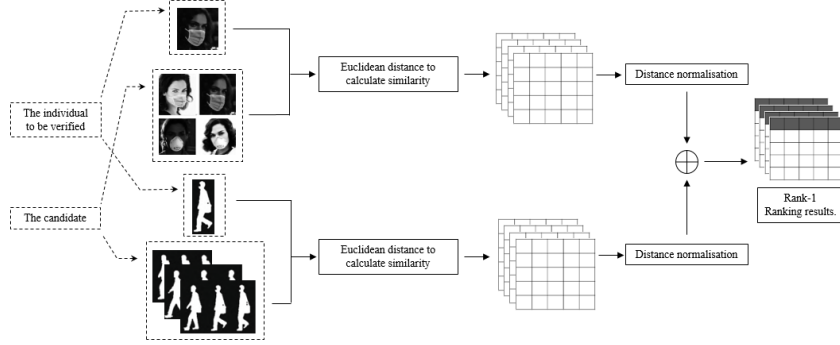 Euclidean distance to
calculate similarity
Distance normalisation
The individual
to be verified
The candidate
Rank-1
Ranking results.
Euclidean distance to
calculate similarity
Distance normalisation